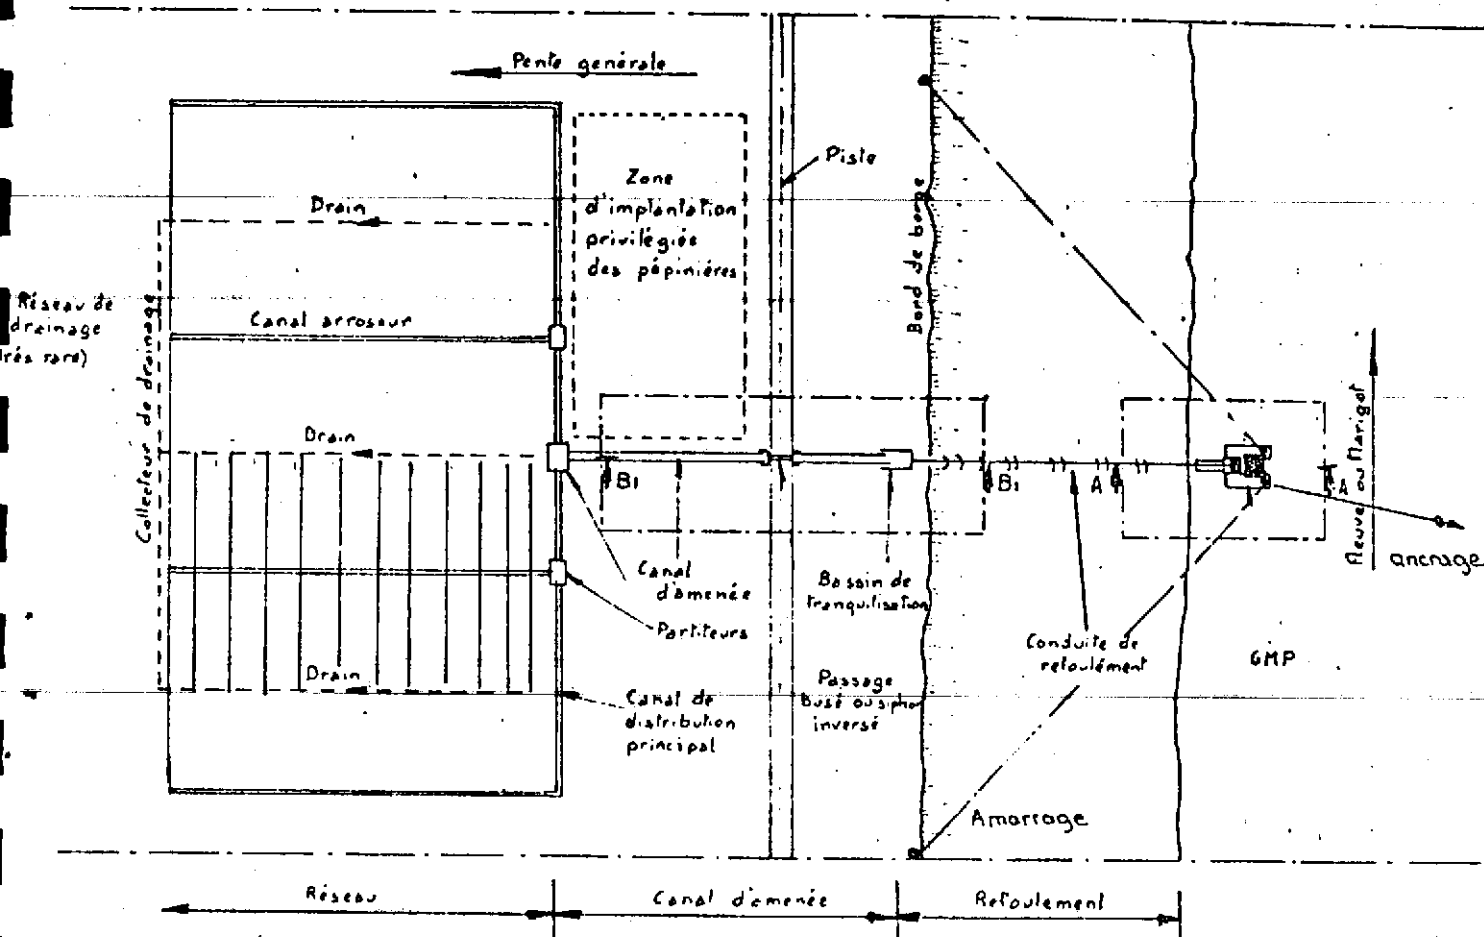 Pente générale
Piste
Zone
d'implantation
privilégiée
des pépinières
Bord de berge
Drain
Réseau de
drainage
(très rare)
Canal arroseur
Collecteur de drainage
Drain
B1
B1
A
A
Fleuve ou Marigot
ancrage
Canal
d'amenée
Bassin de
tranquilisation
Partiteurs
Conduite de
refoulement
GMP
Drain
Canal de
distribution
principal
Passage
Busé ou siphon
inversé
Amarrage
Réseau
Canal d'amenée
Refoulement